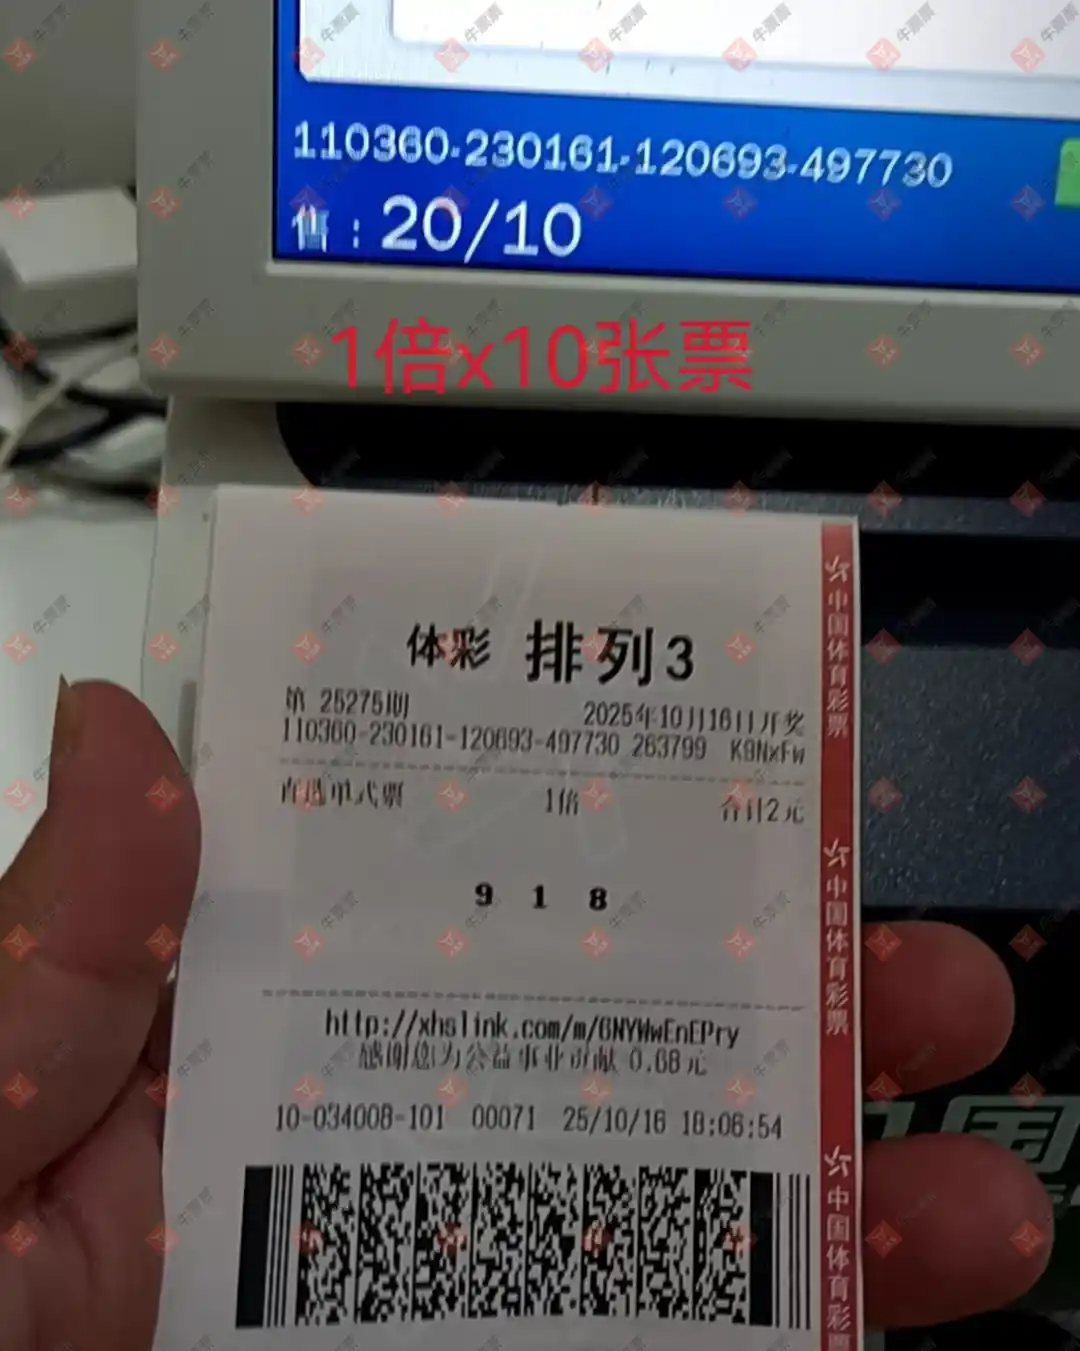 110360-230161-120693-497730
售：20/10
1倍x10张票
体彩 排列3
第 25275期 2025年10月16日开奖
110360-230161-120693-497730 263799 K9NxFw
直选单式票 1倍 合计2元
9 1 8
http://xhslink.com/m/6NYWwEnEPry
感谢您为公益事业贡献 0.68元
10-034008-101 00071 25/10/16 18:06:54
中国体育彩票
中国体育彩票
中国体育彩票
国
牛票票